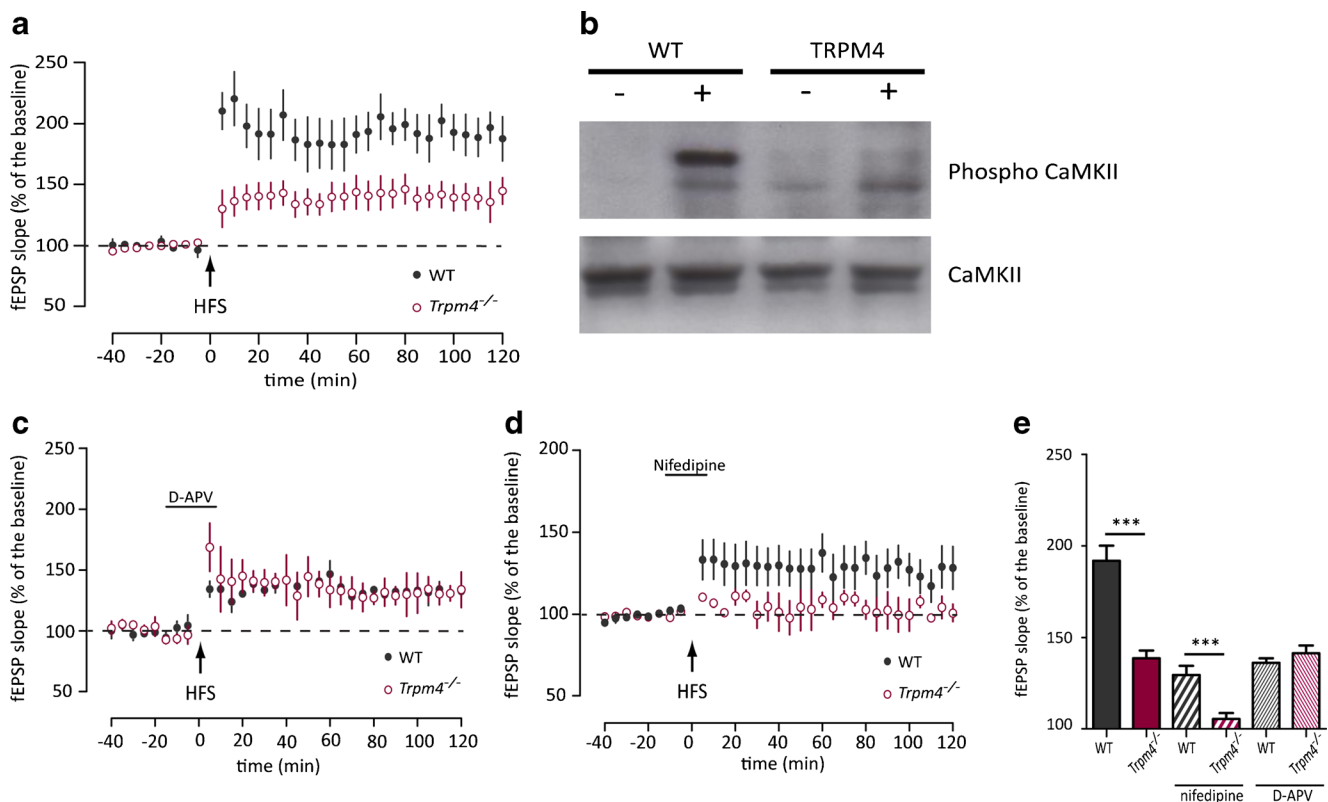 a
fEPSP slope (% of the baseline)
250
200
150
100
50
HFS
WT
Trpm4-/-
-40 -20 0 20 40 60 80 100 120
time (min)
b
WT TRPM4
- + - +
Phospho CaMKII
CaMKII
c
fEPSP slope (% of the baseline)
250
200
150
100
50
D-APV
HFS
WT
Trpm4-/-
-40 -20 0 20 40 60 80 100 120
time (min)
d
fEPSP slope (% of the baseline)
200
150
100
50
Nifedipine
HFS
WT
Trpm4-/-
-40 -20 0 20 40 60 80 100 120
time (min)
e
fEPSP slope (% of the baseline)
250
200
150
100
***
***
WT Trpm4-/- WT Trpm4-/- WT Trpm4-/-
nifedipine D-APV